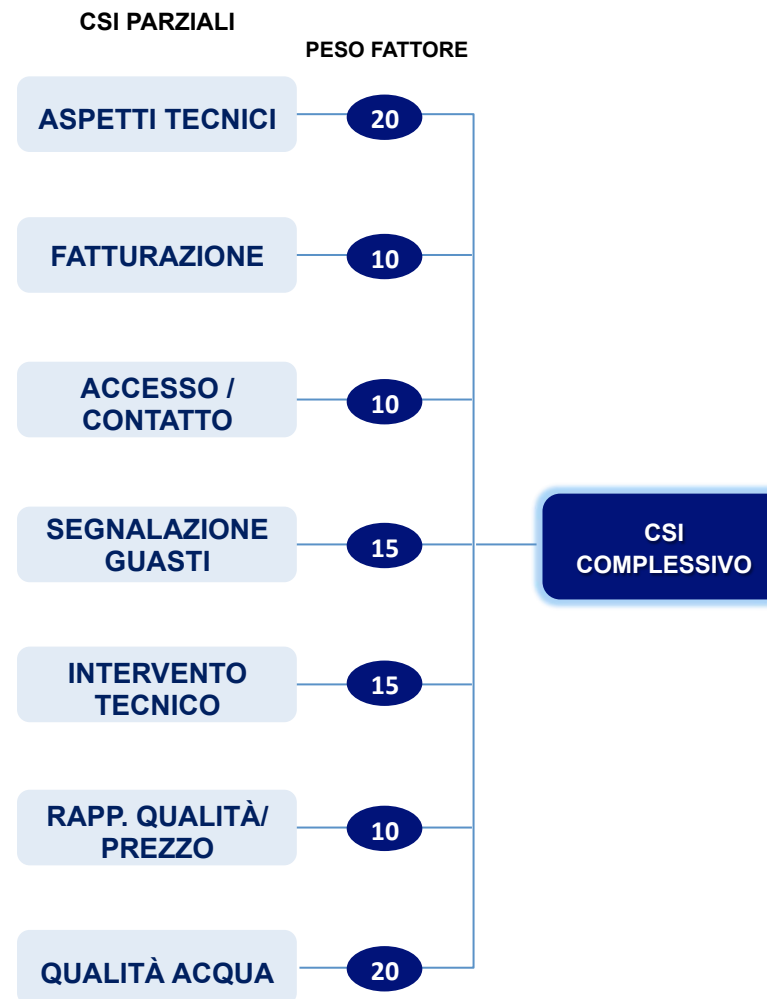 CSI PARZIALI
PESO FATTORE
ASPETTI TECNICI
20
FATTURAZIONE
10
ACCESSO /
CONTATTO
10
SEGNALAZIONE
GUASTI
15
CSI
COMPLESSIVO
INTERVENTO
TECNICO
15
RAPP. QUALITÀ/
PREZZO
10
QUALITÀ ACQUA
20